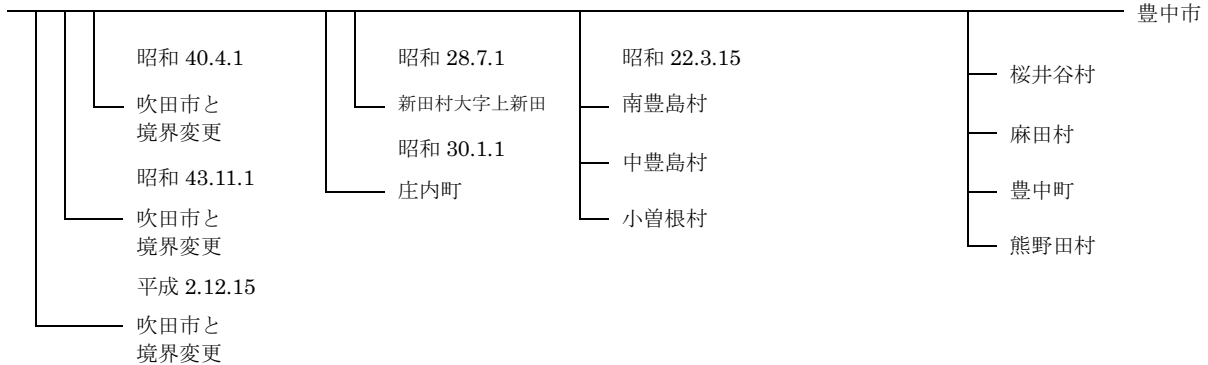 豊中市
桜井谷村
麻田村
豊中町
熊野田村
昭和 22.3.15
南豊島村
中豊島村
小曽根村
昭和 28.7.1
新田村大字上新田
昭和 30.1.1
庄内町
昭和 40.4.1
吹田市と
境界変更
昭和 43.11.1
吹田市と
境界変更
平成 2.12.15
吹田市と
境界変更